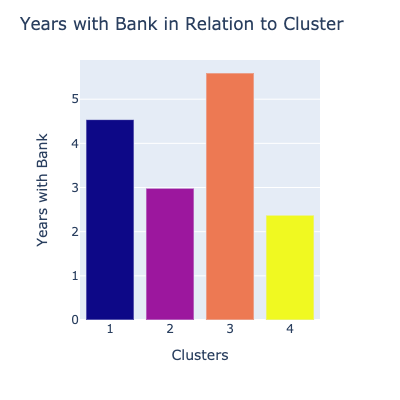 Years with Bank in Relation to Cluster
Years with Bank
5
4
3
2
1
0
1 2 3 4
Clusters